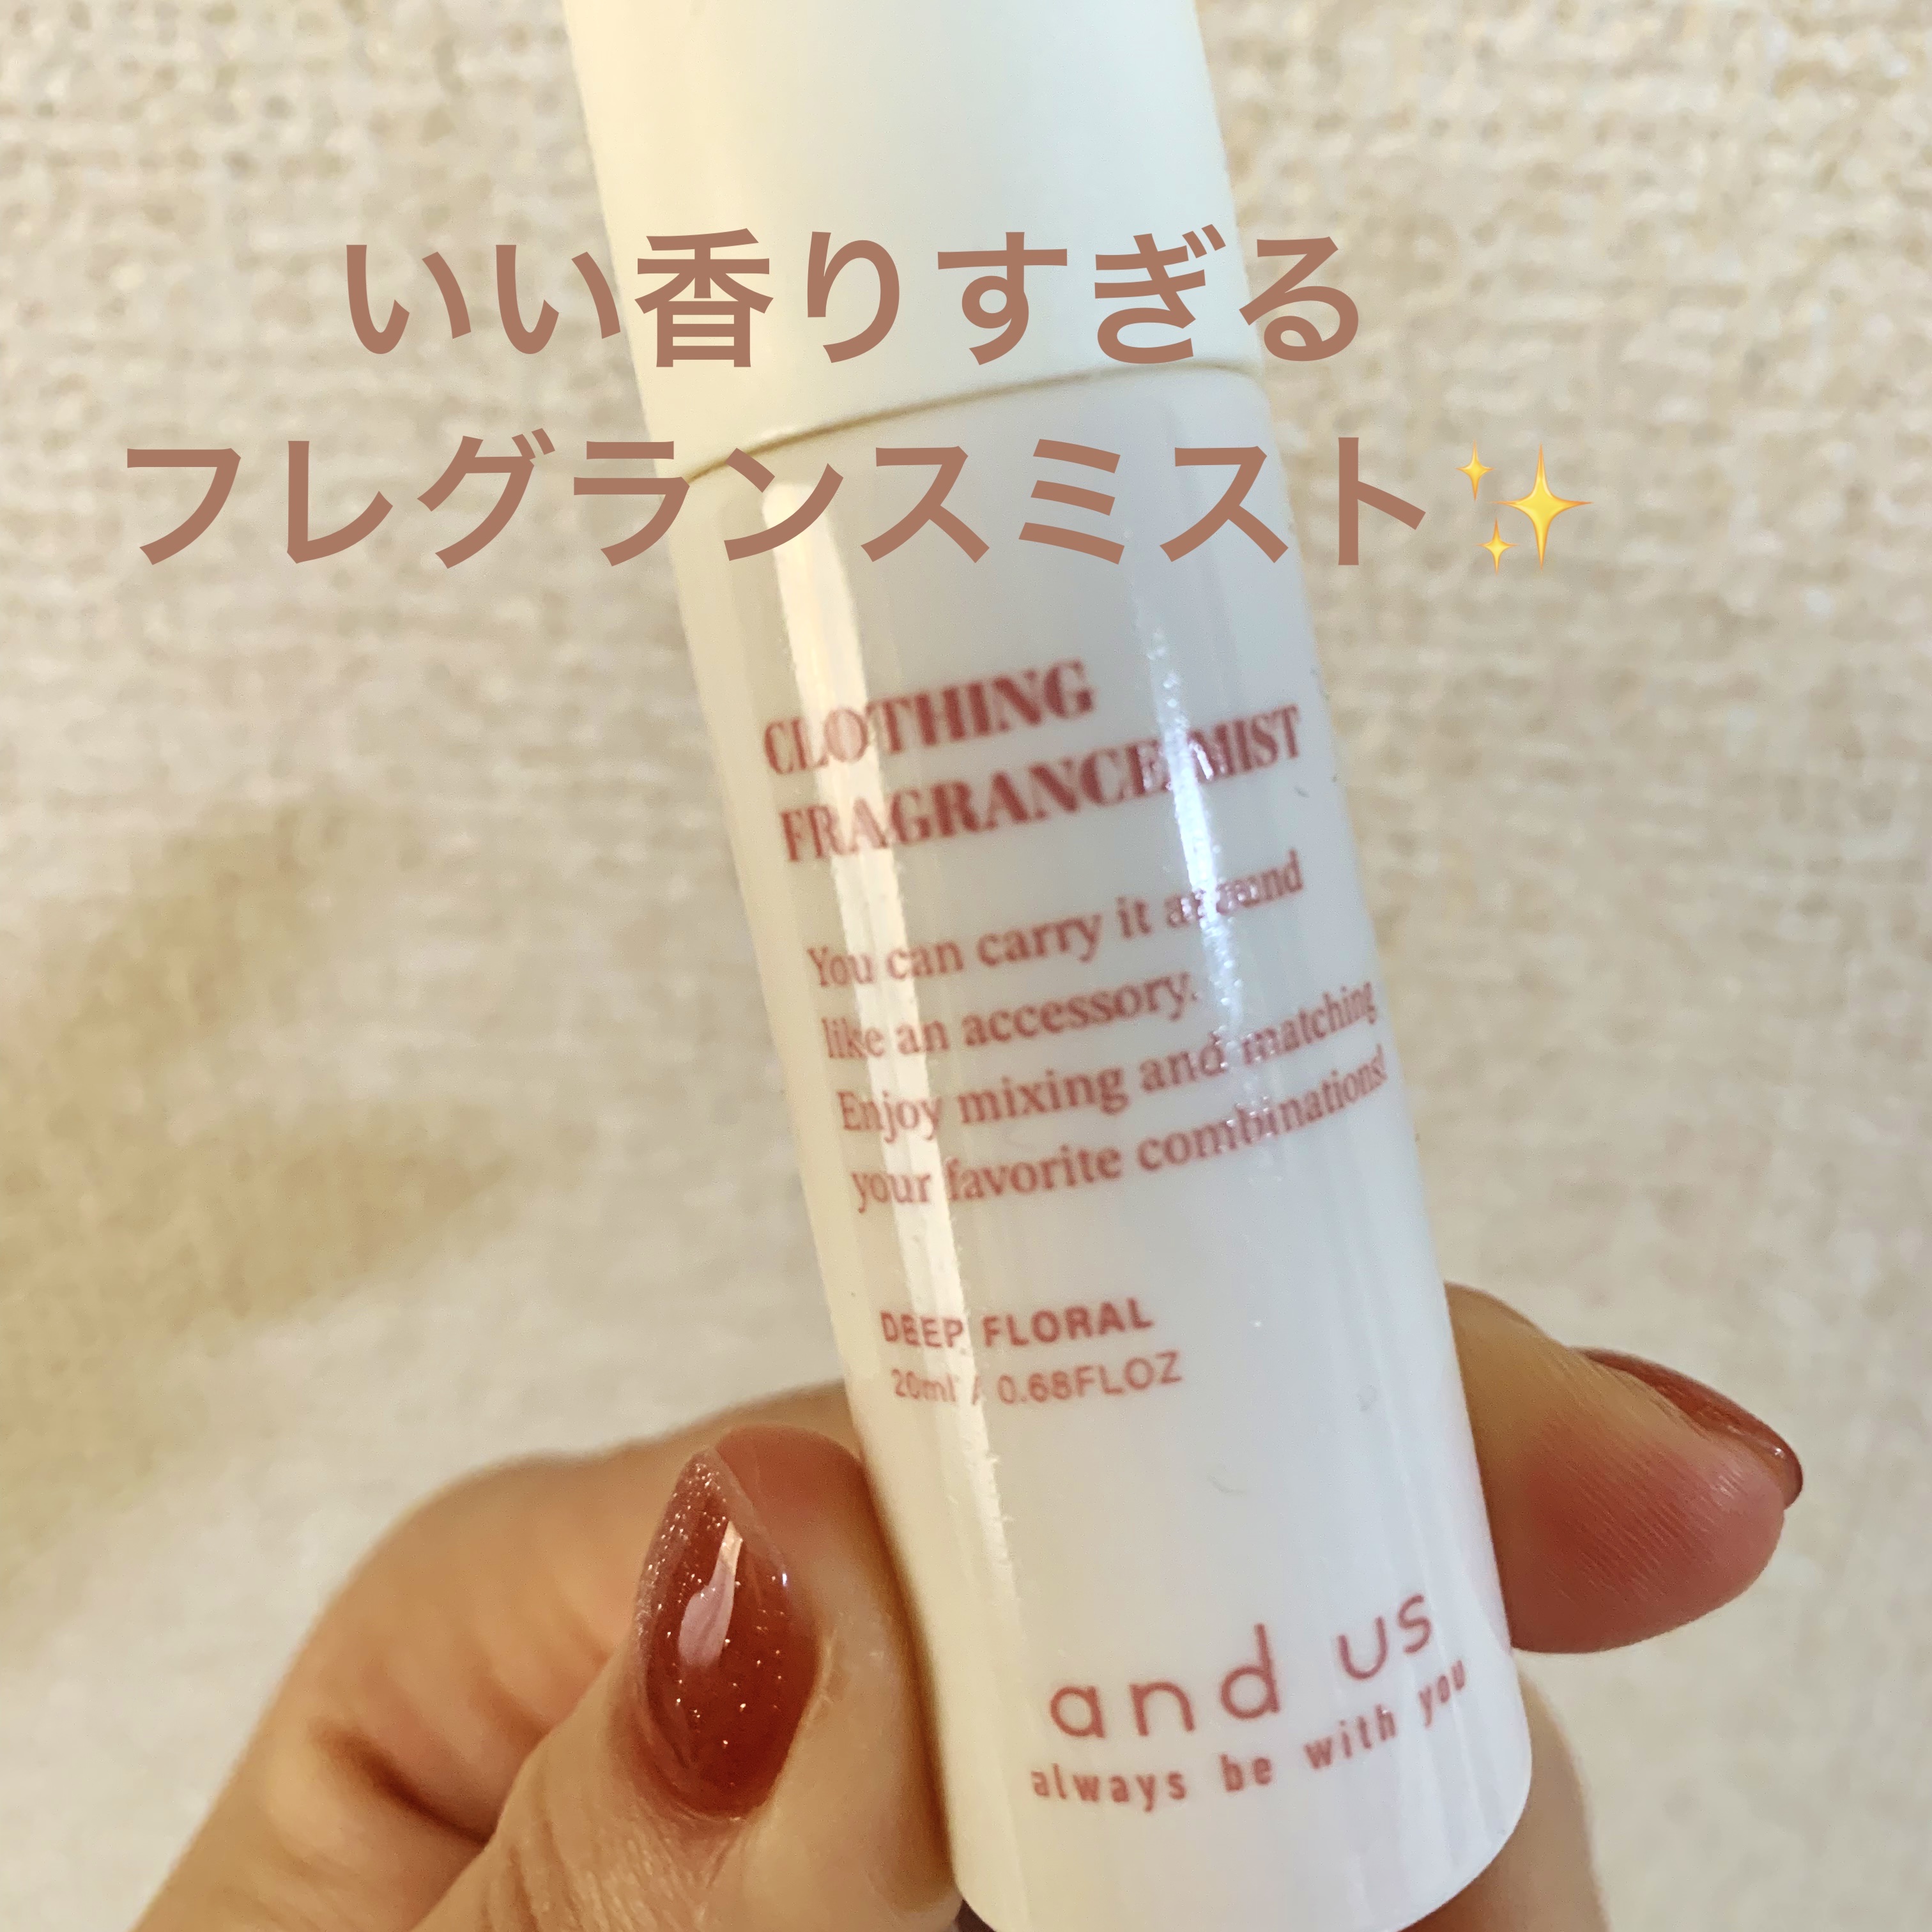 いい香りすぎる
フレグランスミスト✨
CLOTHING
FRAGRANCE MIST
You can carry it around
like an accessory.
Enjoy mixing and matching
your favorite combinations!
DEEP FLORAL
20ml / 0.68FLOZ
and us
always be with you